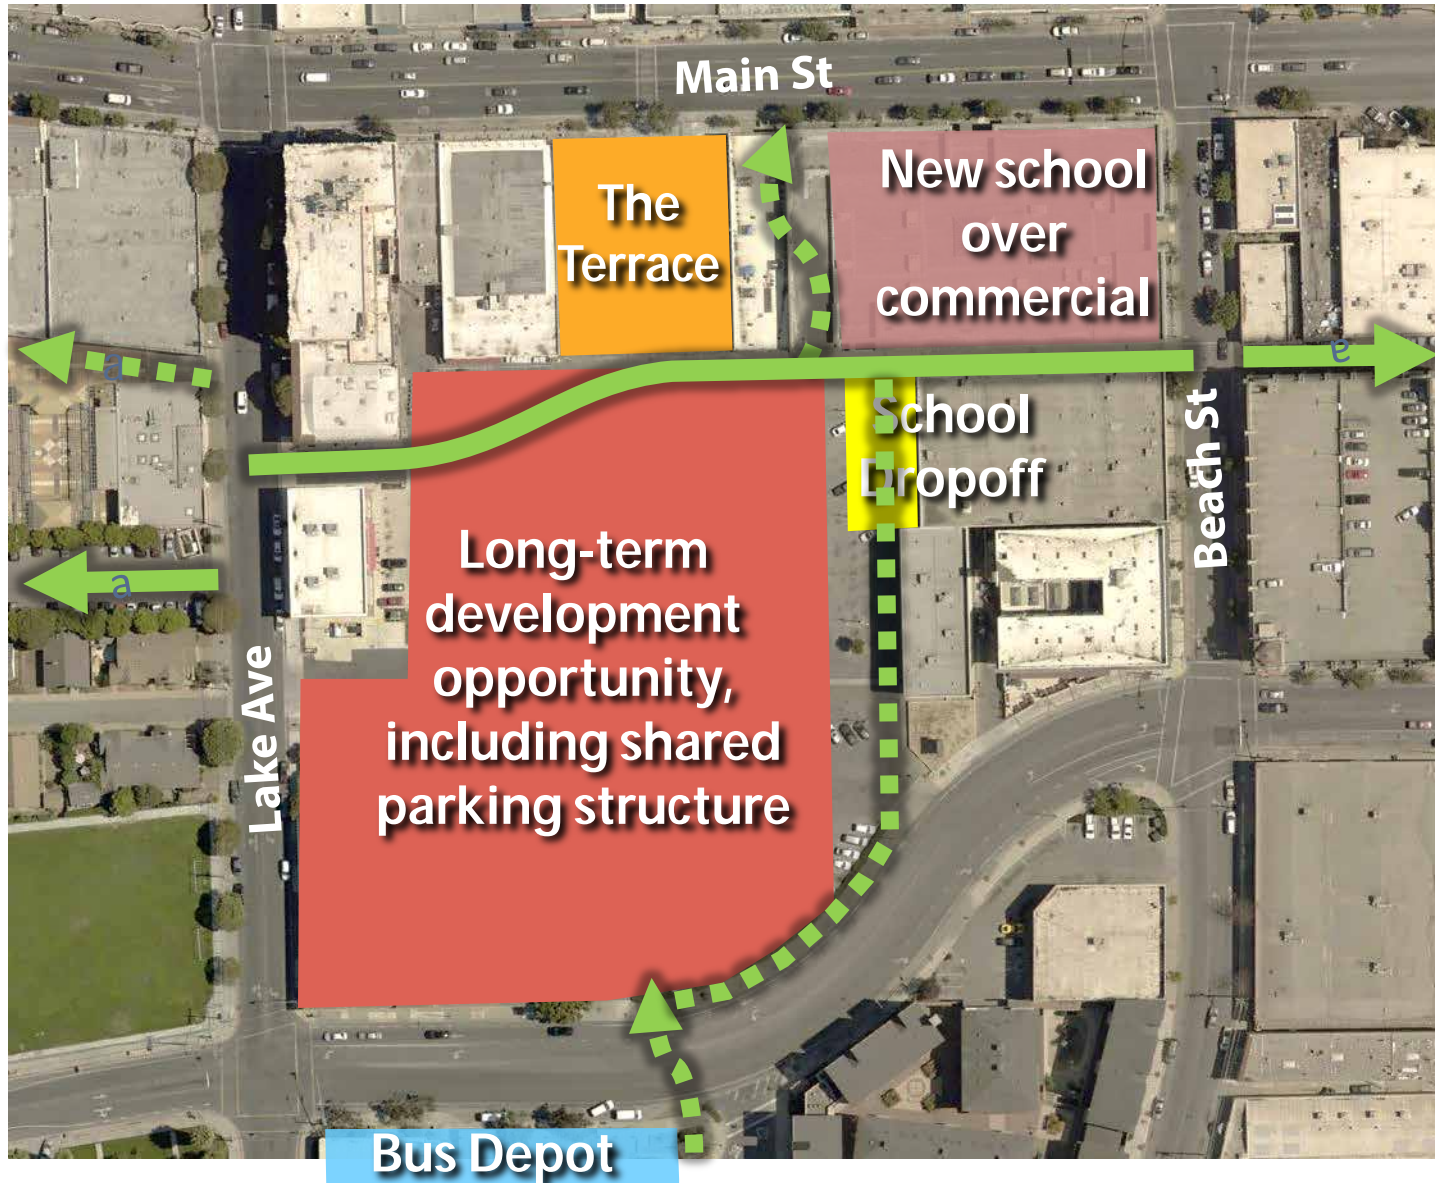 Main St
The
Terrace
New school
over
commercial
a
a
School
Dropoff
Beach St
Long-term
development
opportunity,
including shared
parking structure
a
Lake Ave
Bus Depot